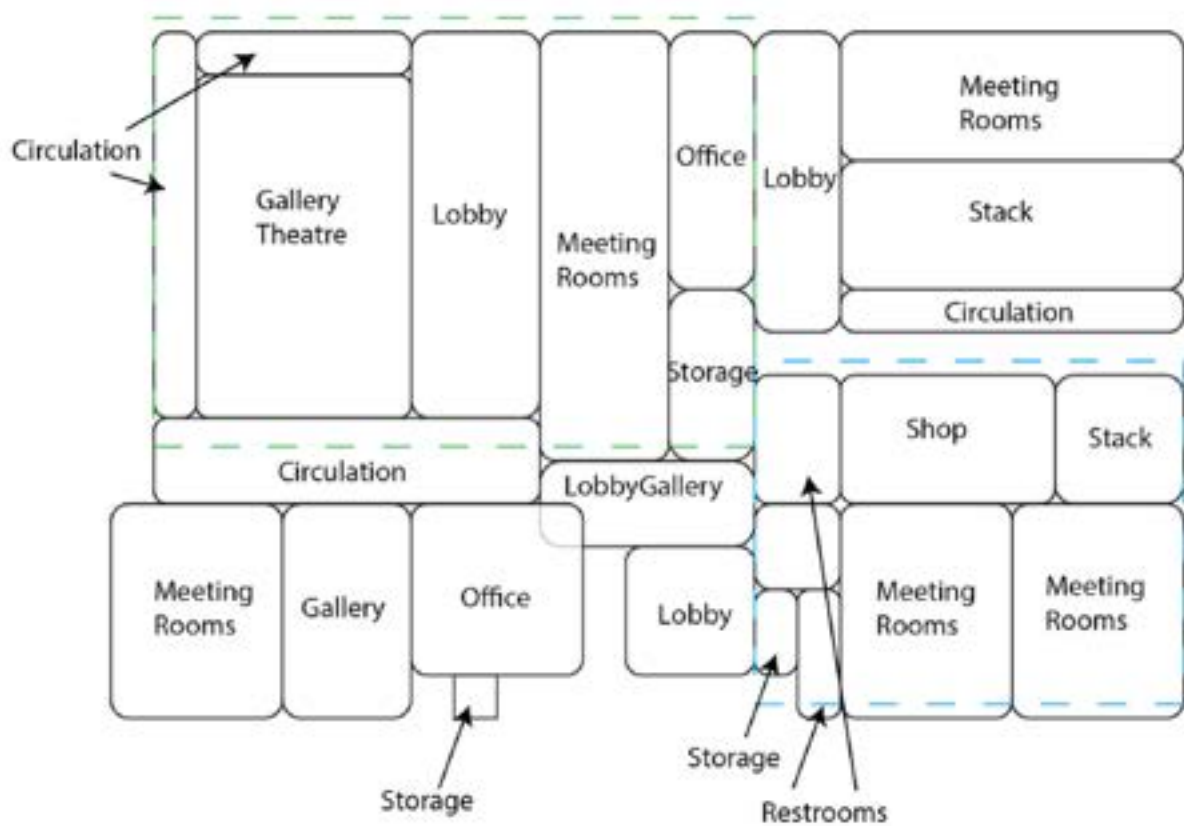 Meeting
Rooms
Circulation
Office
Lobby
Gallery
Theatre
Lobby
Stack
Meeting
Rooms
Circulation
Storage
Shop
Stack
Circulation
LobbyGallery
Meeting
Rooms
Gallery
Office
Lobby
Meeting
Rooms
Meeting
Rooms
Storage
Storage
Restrooms